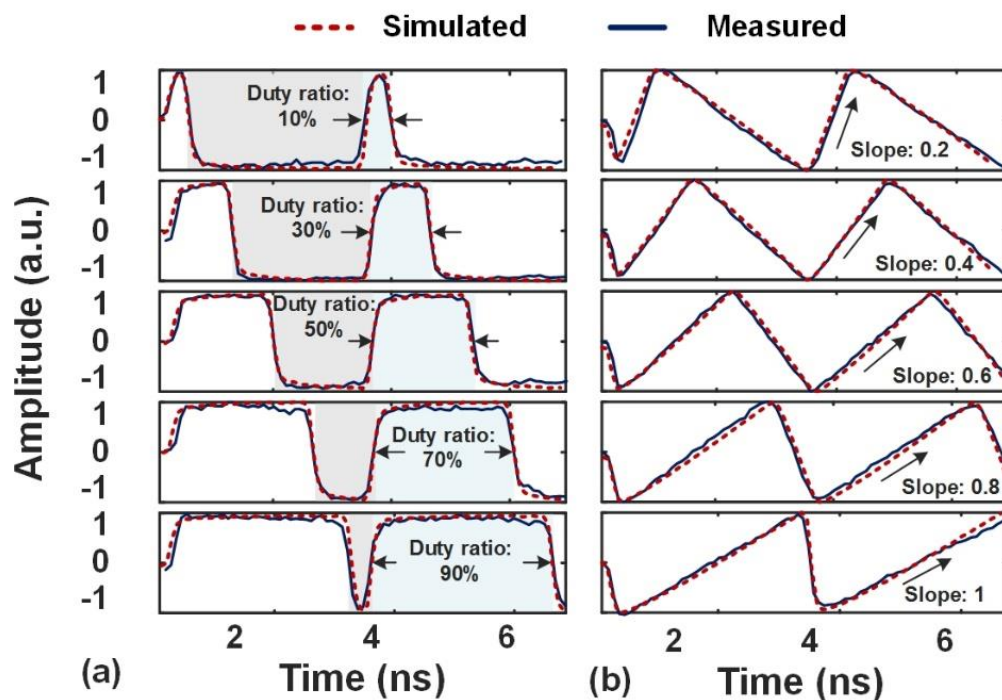 Simulated Measured
Amplitude (a.u.)
1
0
-1
Duty ratio:
10%
1
0
-1
Duty ratio:
30%
1
0
-1
Duty ratio:
50%
1
0
-1
Duty ratio:
70%
1
0
-1
Duty ratio:
90%
2 4 6
(a) Time (ns)
Slope: 0.2
Slope: 0.4
Slope: 0.6
Slope: 0.8
Slope: 1
2 4 6
(b) Time (ns)